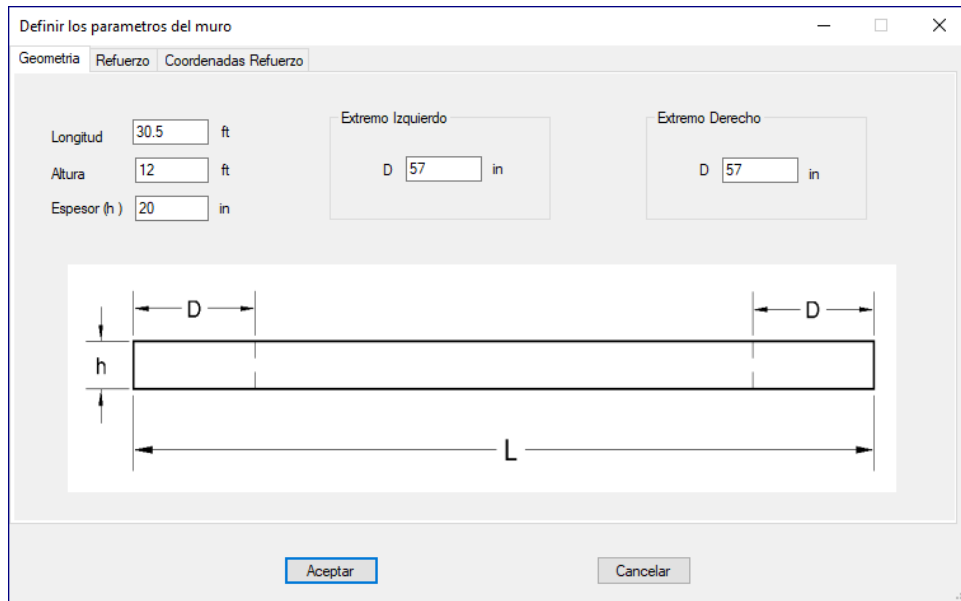 Definir los parametros del muro
Geometria Refuerzo Coordenadas Refuerzo
Longitud 30.5 ft
Altura 12 ft
Espesor (h ) 20 in
Extremo Izquierdo
D 57 in
Extremo Derecho
D 57 in
D D
h
L
Aceptar Cancelar